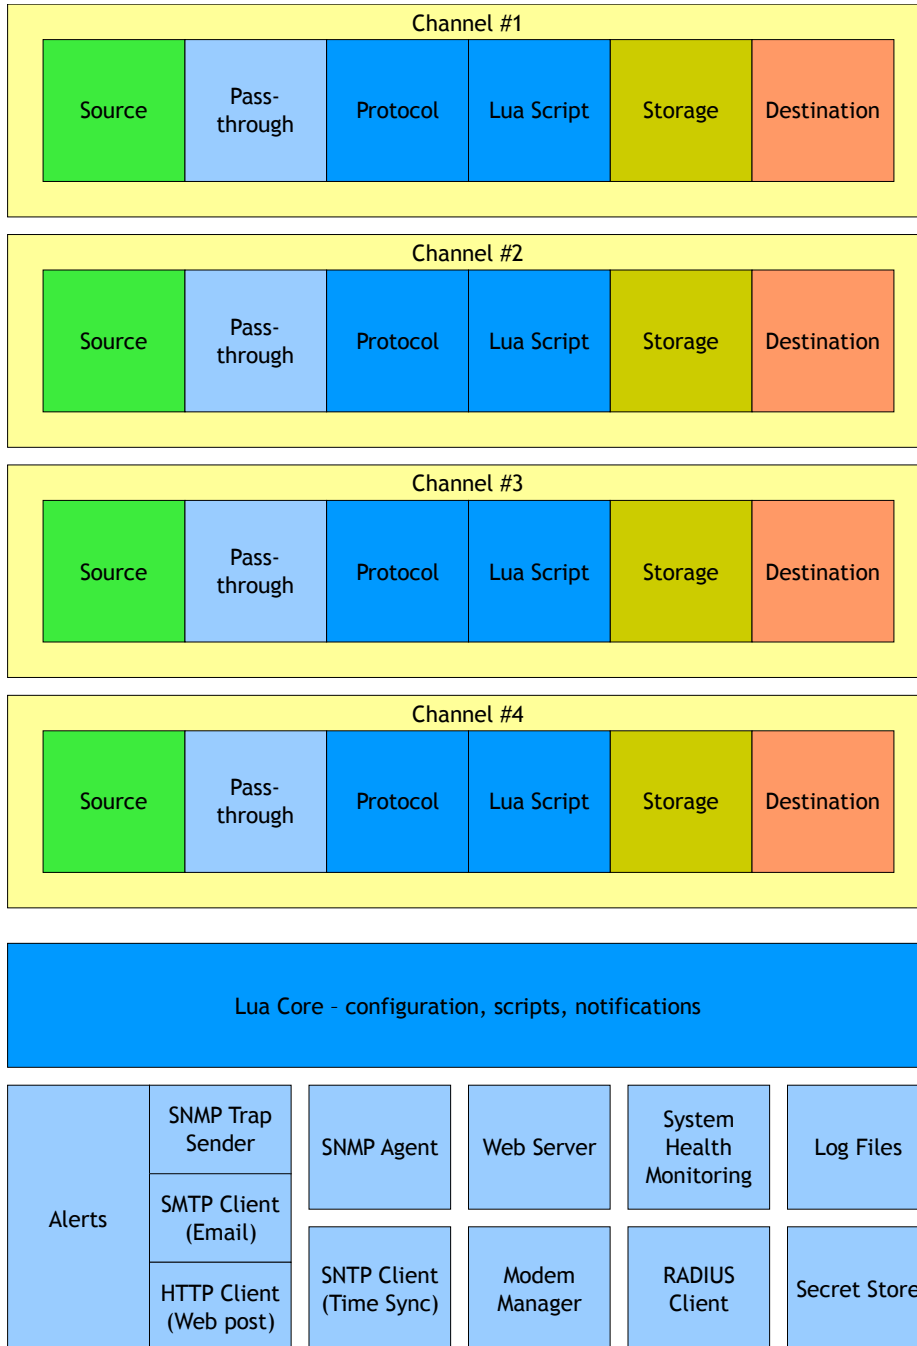 Channel #1
Source
Pass-
through
Protocol
Lua Script
Storage
Destination
Channel #2
Source
Pass-
through
Protocol
Lua Script
Storage
Destination
Channel #3
Source
Pass-
through
Protocol
Lua Script
Storage
Destination
Channel #4
Source
Pass-
through
Protocol
Lua Script
Storage
Destination
Lua Core – configuration, scripts, notifications
Alerts
SNMP Trap
Sender
SMTP Client
(Email)
HTTP Client
(Web post)
SNMP Agent
Web Server
System
Health
Monitoring
Log Files
SNTP Client
(Time Sync)
Modem
Manager
RADIUS
Client
Secret Store